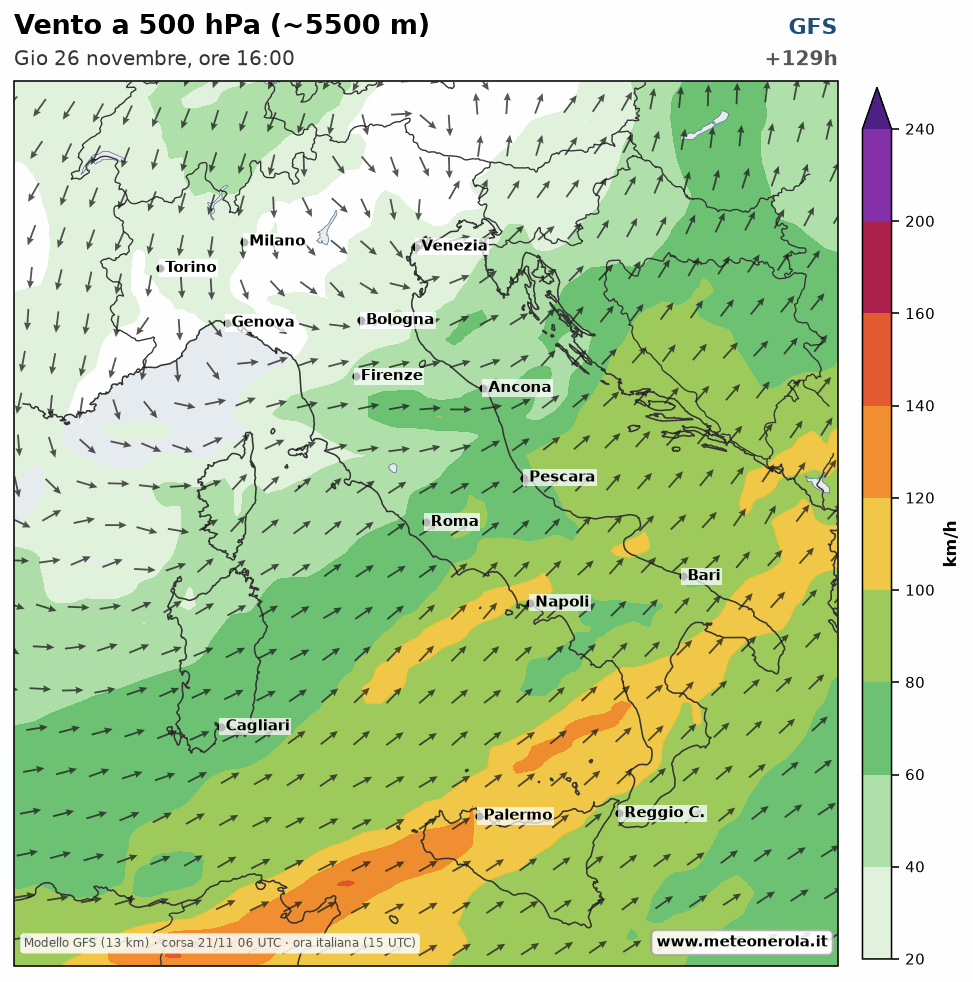 Vento a 500 hPa (~5500 m)
GFS
Gio 26 novembre, ore 16:00
+129h
Milano
Venezia
Torino
Genova
Bologna
Firenze
Ancona
Pescara
Roma
Bari
Napoli
Cagliari
Palermo
Reggio C.
240
220
200
160
140
120
100
80
60
40
20
km/h
Modello GFS (13 km) · corsa 21/11 06 UTC · ora italiana (15 UTC)
www.meteonerola.it